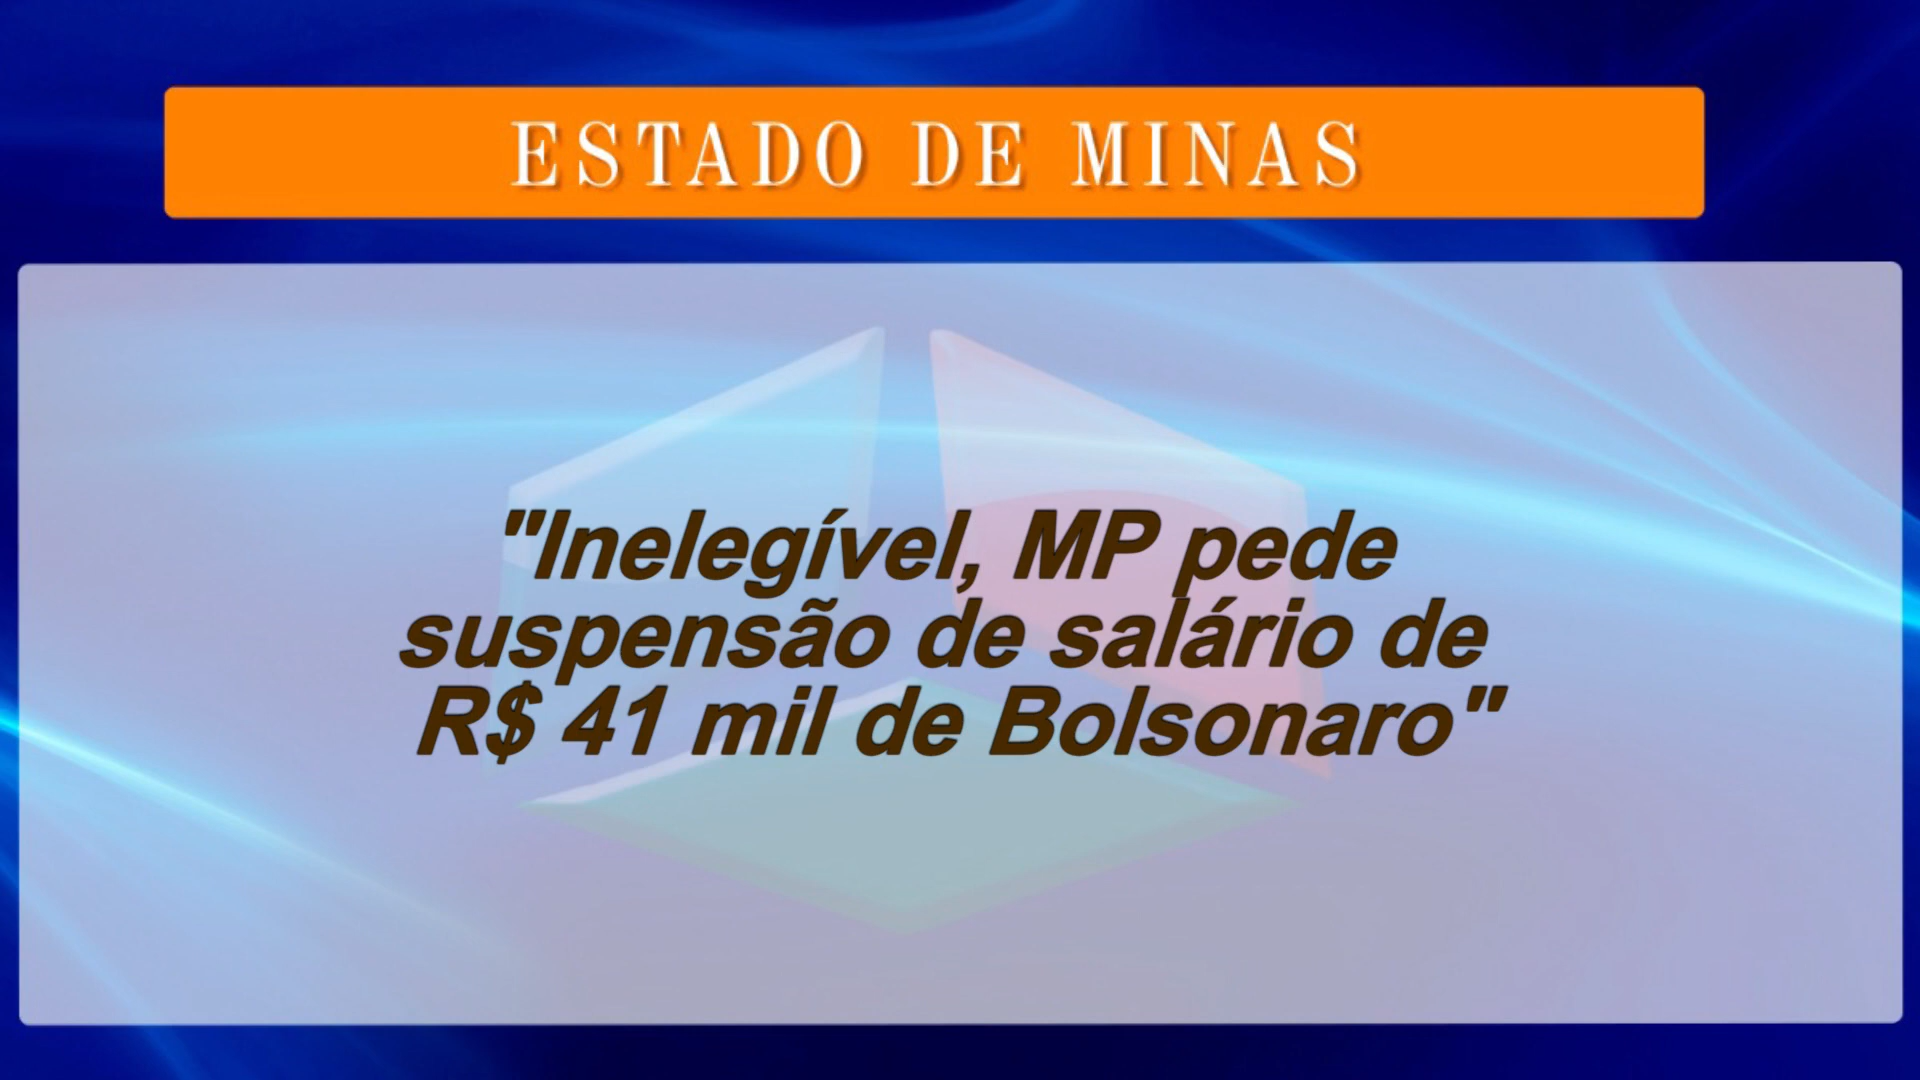 ESTADO DE MINAS
"Inelegível, MP pede
suspensão de salário de
R$ 41 mil de Bolsonaro"